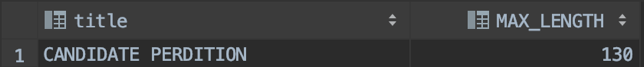 title MAX_LENGTH
1 CANDIDATE PERDITION 130